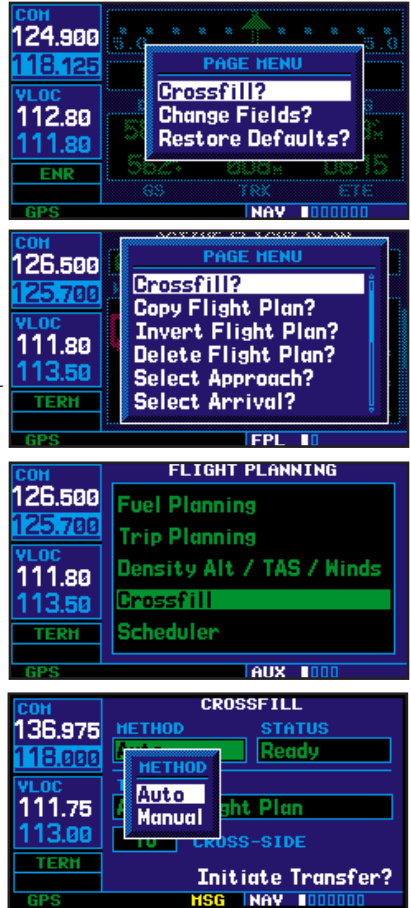 COM
124.900
118.125
VLOC
112.80
111.80
ENR
GPS
5.0
5.0
PAGE MENU
Crossfill?
Change Fields?
Restore Defaults?
GS
TRK
ETE
NAV
COM
126.500
125.700
VLOC
111.80
113.50
TERM
GPS
PAGE MENU
Crossfill?
Copy Flight Plan?
Invert Flight Plan?
Delete Flight Plan?
Select Approach?
Select Arrival?
FPL
COM
126.500
125.700
VLOC
111.80
113.50
TERM
GPS
FLIGHT PLANNING
Fuel Planning
Trip Planning
Density Alt / TAS / Winds
Crossfill
Scheduler
AUX
COM
136.975
118.000
VLOC
111.75
113.00
TERM
GPS
CROSSFILL
METHOD STATUS
Ready
METHOD
Auto
Manual
Plan
CROSS-SIDE
Initiate Transfer?
MSG NAV